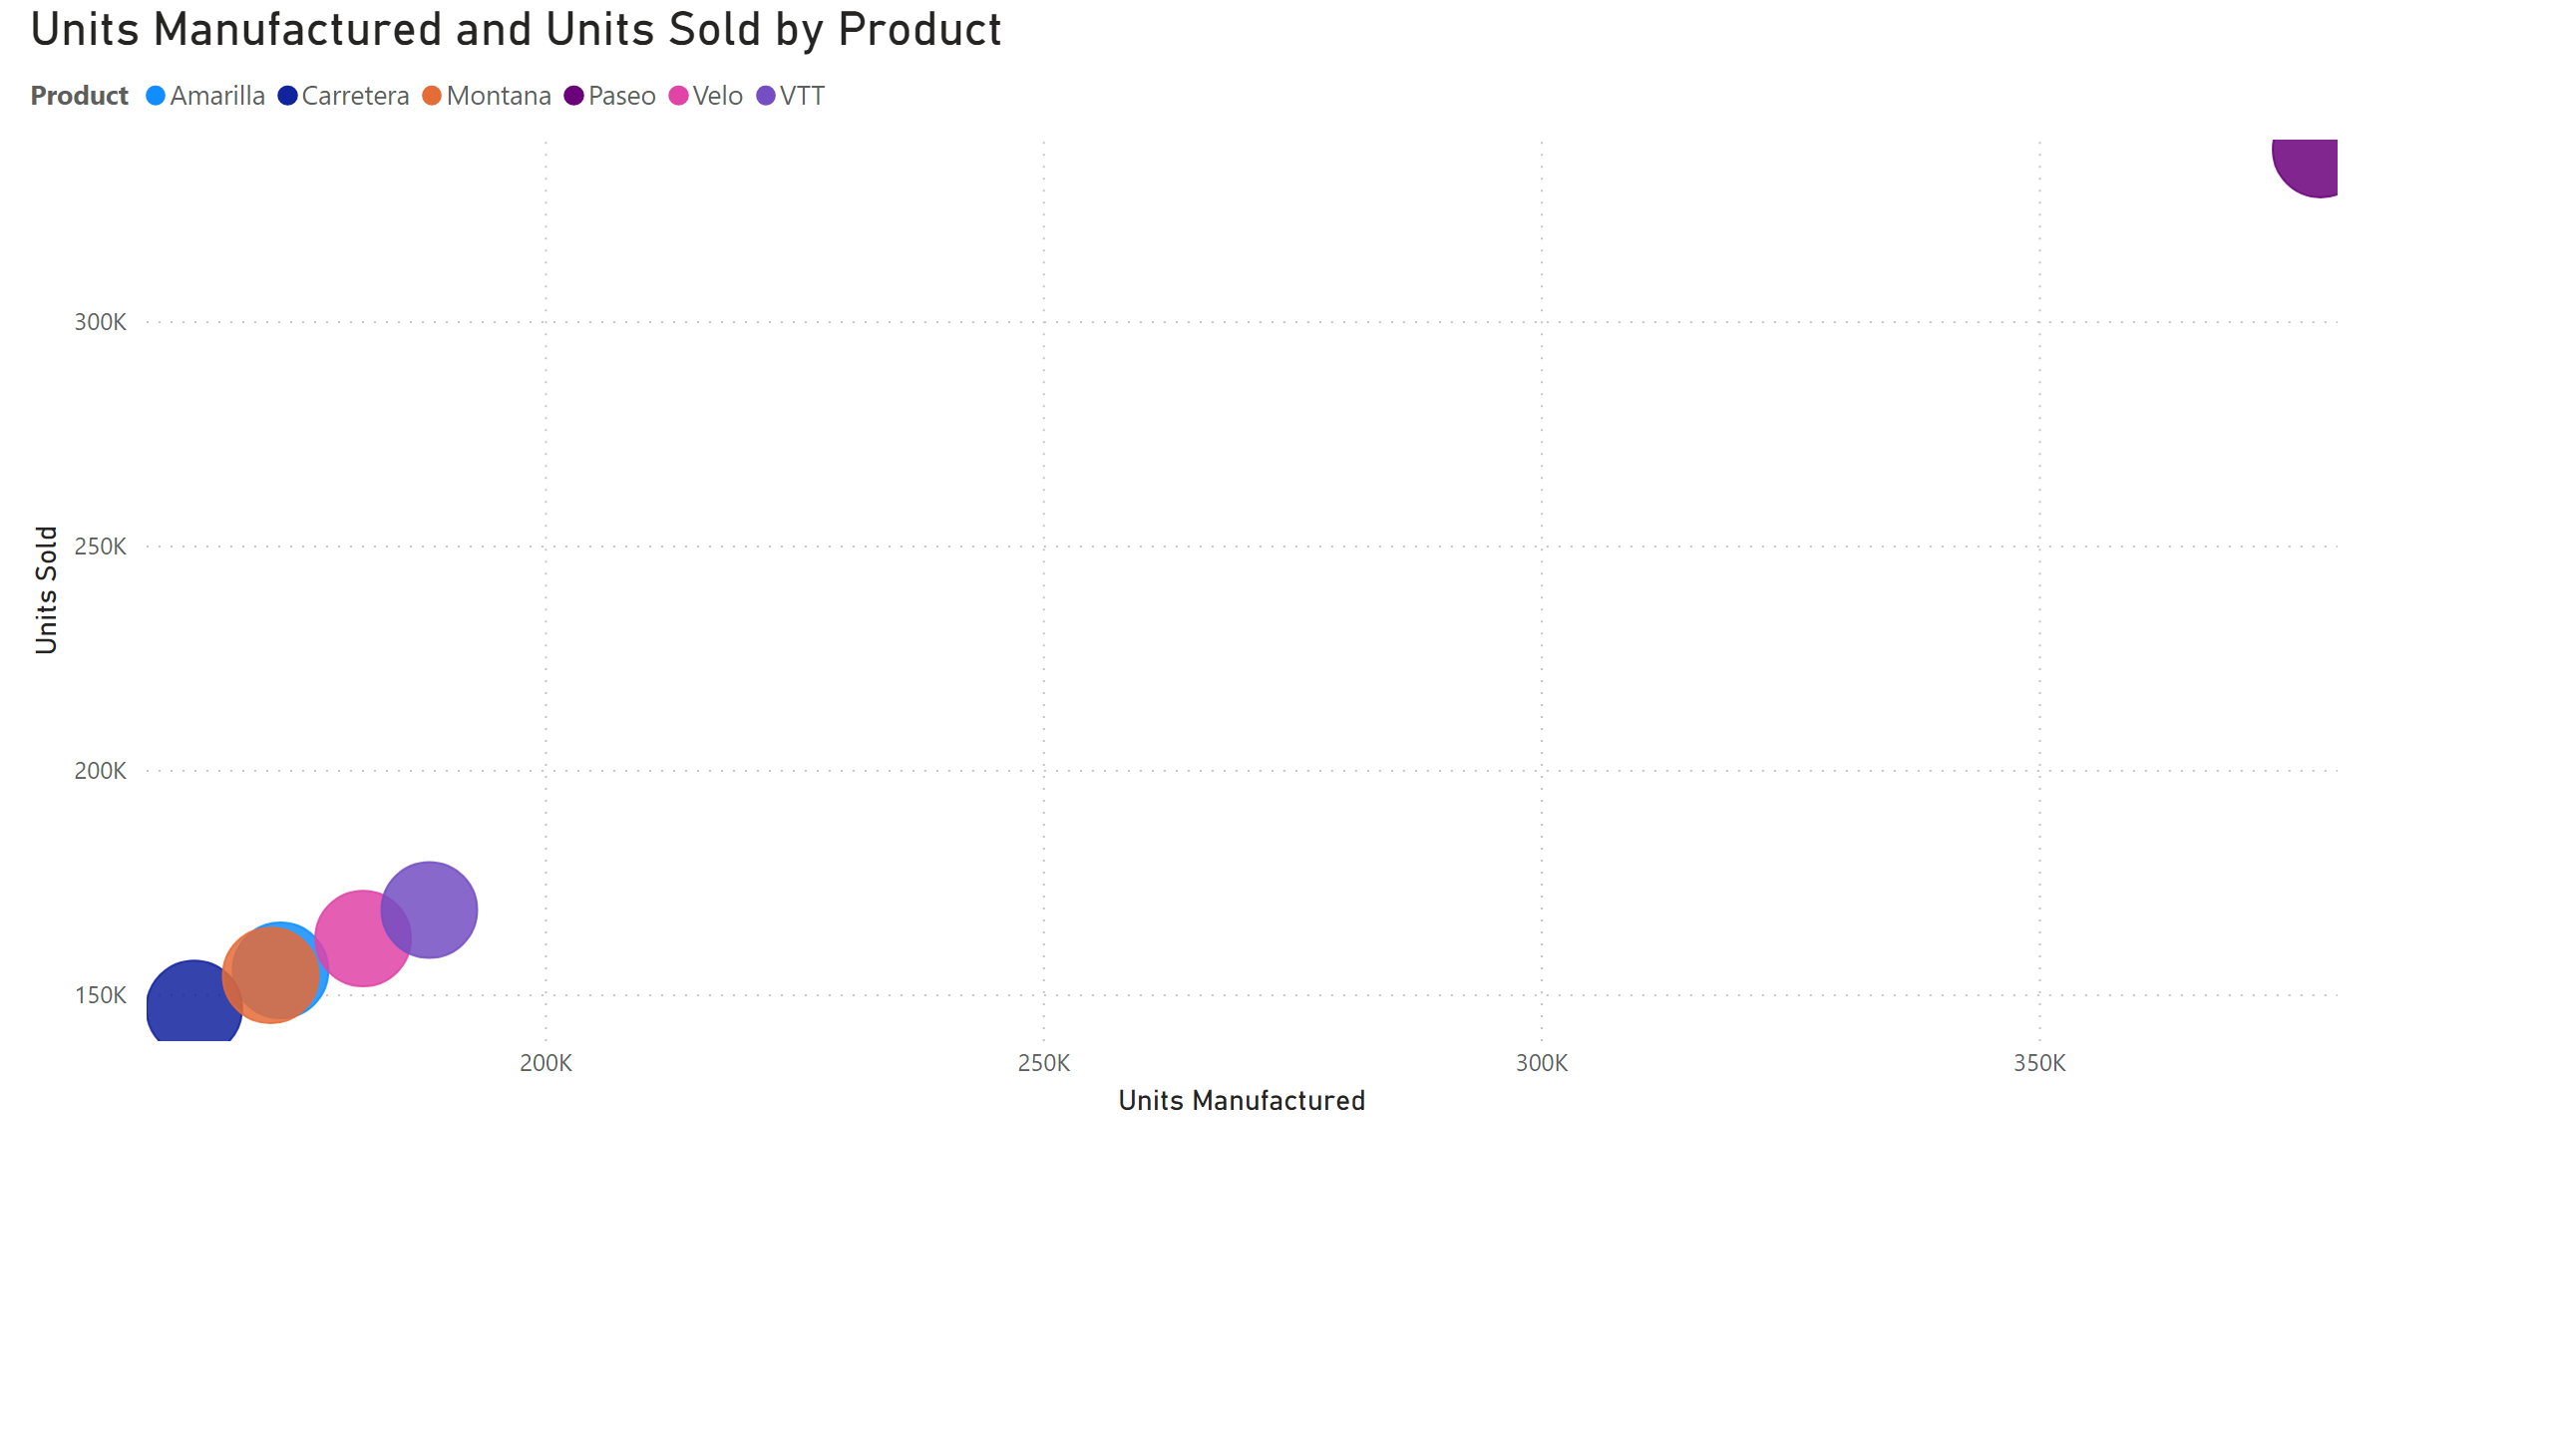 Units Manufactured and Units Sold by Product
Product Amarilla Carretera Montana Paseo Velo VTT
300K
250K
200K
150K
Units Sold
200K 250K 300K 350K
Units Manufactured